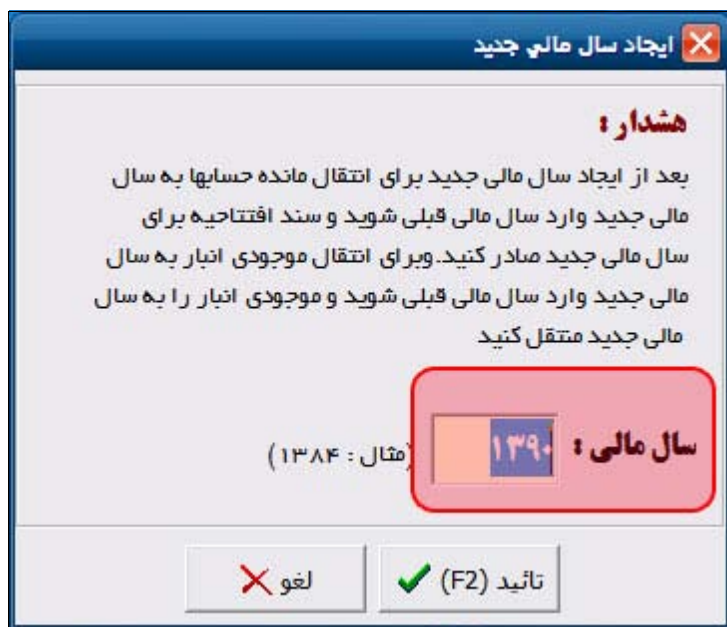 ایجاد سال مالی جدید
هشدار :
بعد از ایجاد سال مالی جدید برای انتقال مانده حسابها به سال
مالی جدید وارد سال مالی قبلی شوید و سند افتتاحیه برای
سال مالی جدید صادر کنید.وبرای انتقال موجودی انبار به سال
مالی جدید وارد سال مالی قبلی شوید و موجودی انبار را به سال
مالی جدید منتقل کنید
سال مالی : ۱۳۹۰ (مثال : ۱۳۸۴)
تائید (F2) لغو